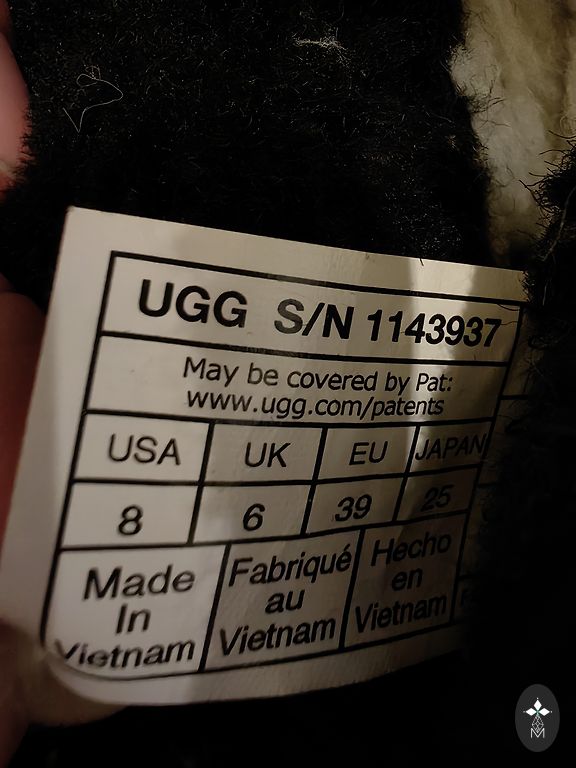 UGG S/N 1143937
May be covered by Pat:
www.ugg.com/patents
USA UK EU JAPAN
8 6 39 25
Made Fabriqué Hecho
In au en
Vietnam Vietnam Vietnam